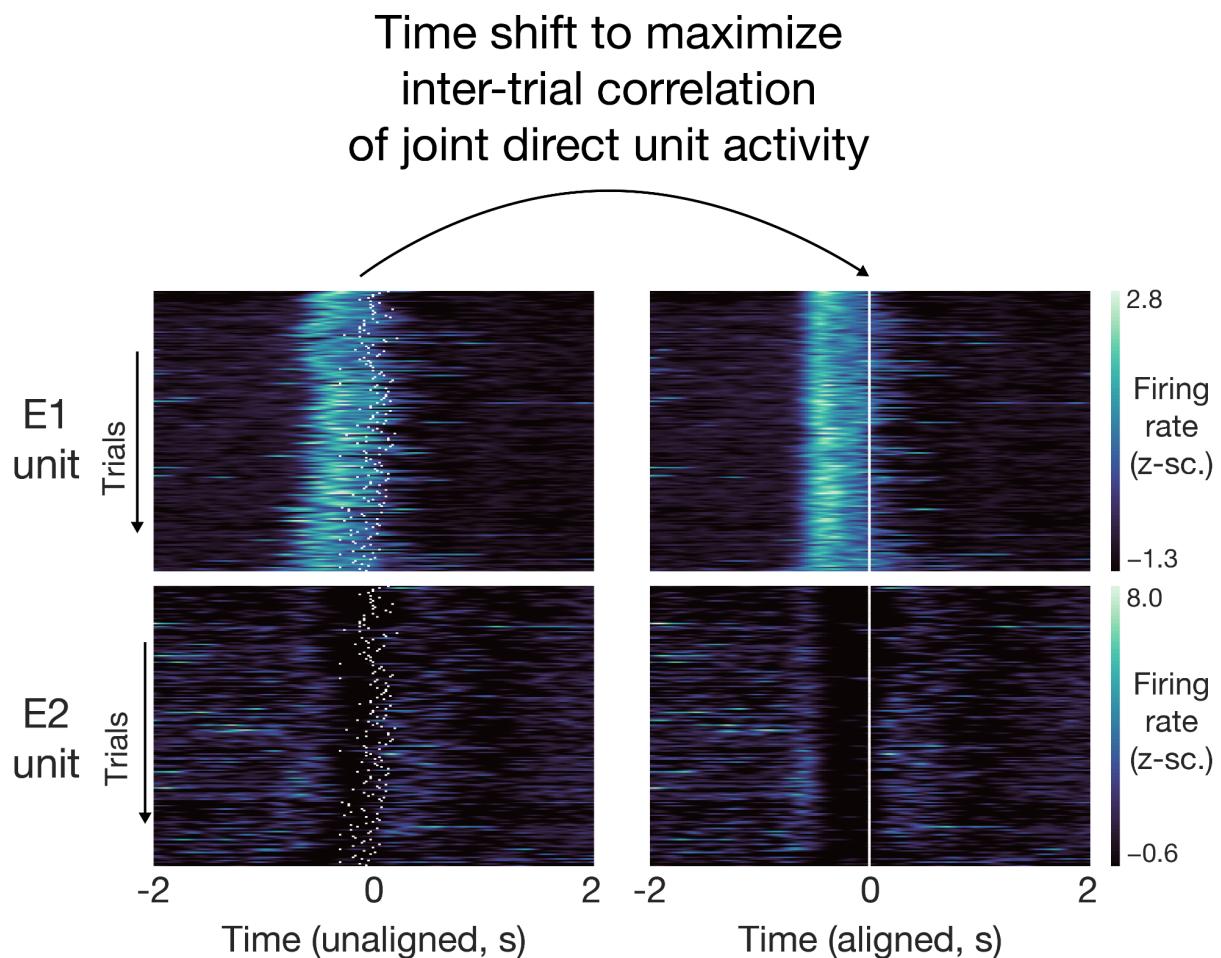 Time shift to maximize
inter-trial correlation
of joint direct unit activity
E1
unit
Trials
2.8
Firing
rate
(z-sc.)
−1.3
E2
unit
Trials
8.0
Firing
rate
(z-sc.)
−0.6
-2 0 2
-2 0 2
Time (unaligned, s)
Time (aligned, s)